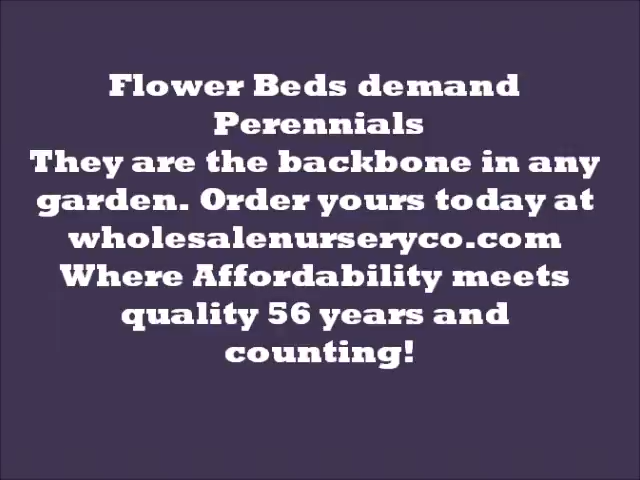 Flower Beds demand
Perennials
They are the backbone in any
garden. Order yours today at
wholesalenurseryco.com
Where Affordability meets
quality 56 years and
counting!